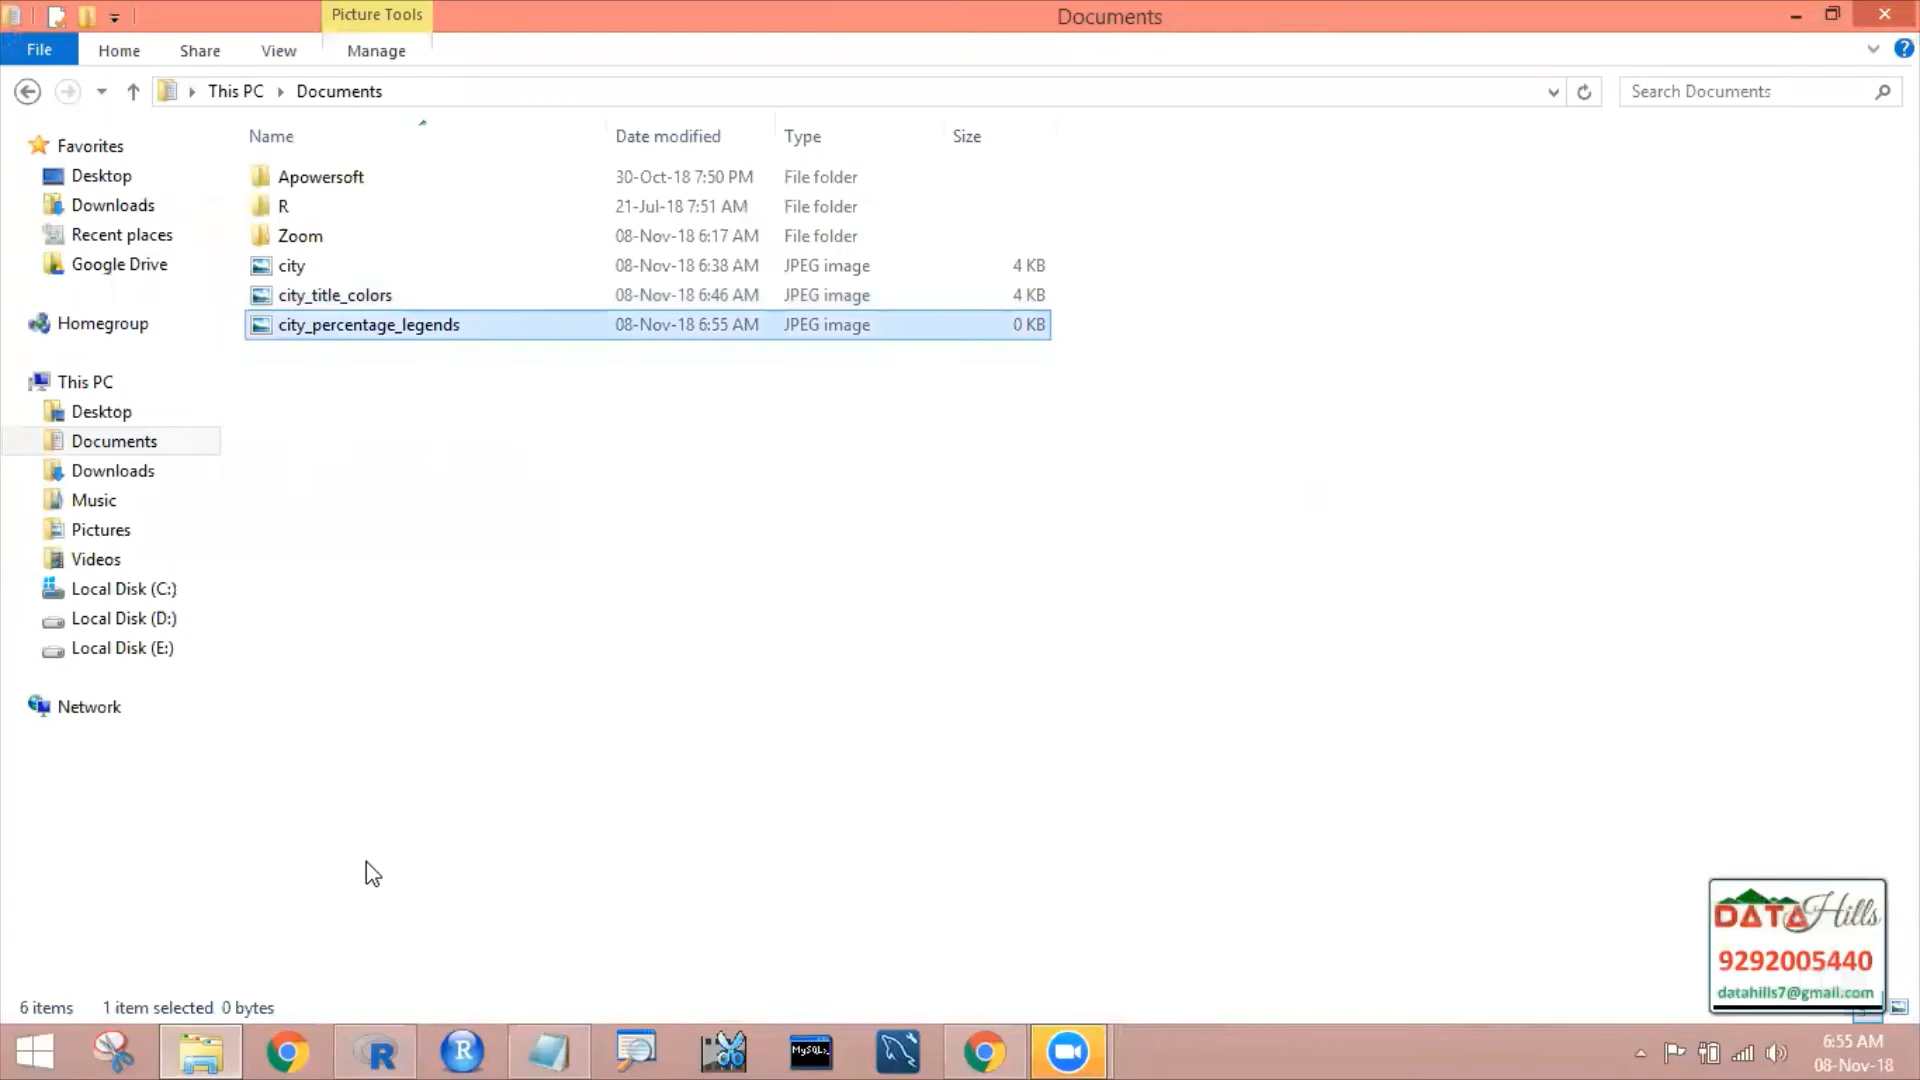 Picture Tools
Documents
File
Home
Share
View
Manage
This PC
Documents
Search Documents
Name
Date modified
Type
Size
Favorites
Desktop
Downloads
Recent places
Google Drive
Homegroup
This PC
Desktop
Documents
Downloads
Music
Pictures
Videos
Local Disk (C:)
Local Disk (D:)
Local Disk (E:)
Network
Apowersoft 30-Oct-18 7:50 PM File folder
R 21-Jul-18 7:51 AM File folder
Zoom 08-Nov-18 6:17 AM File folder
city 08-Nov-18 6:38 AM JPEG image 4 KB
city_title_colors 08-Nov-18 6:46 AM JPEG image 4 KB
city_percentage_legends 08-Nov-18 6:55 AM JPEG image 0 KB
DATA Hills
9292005440
datahills7@gmail.com
6 items 1 item selected 0 bytes
R
R
MySQL>
6:55 AM
08-Nov-18